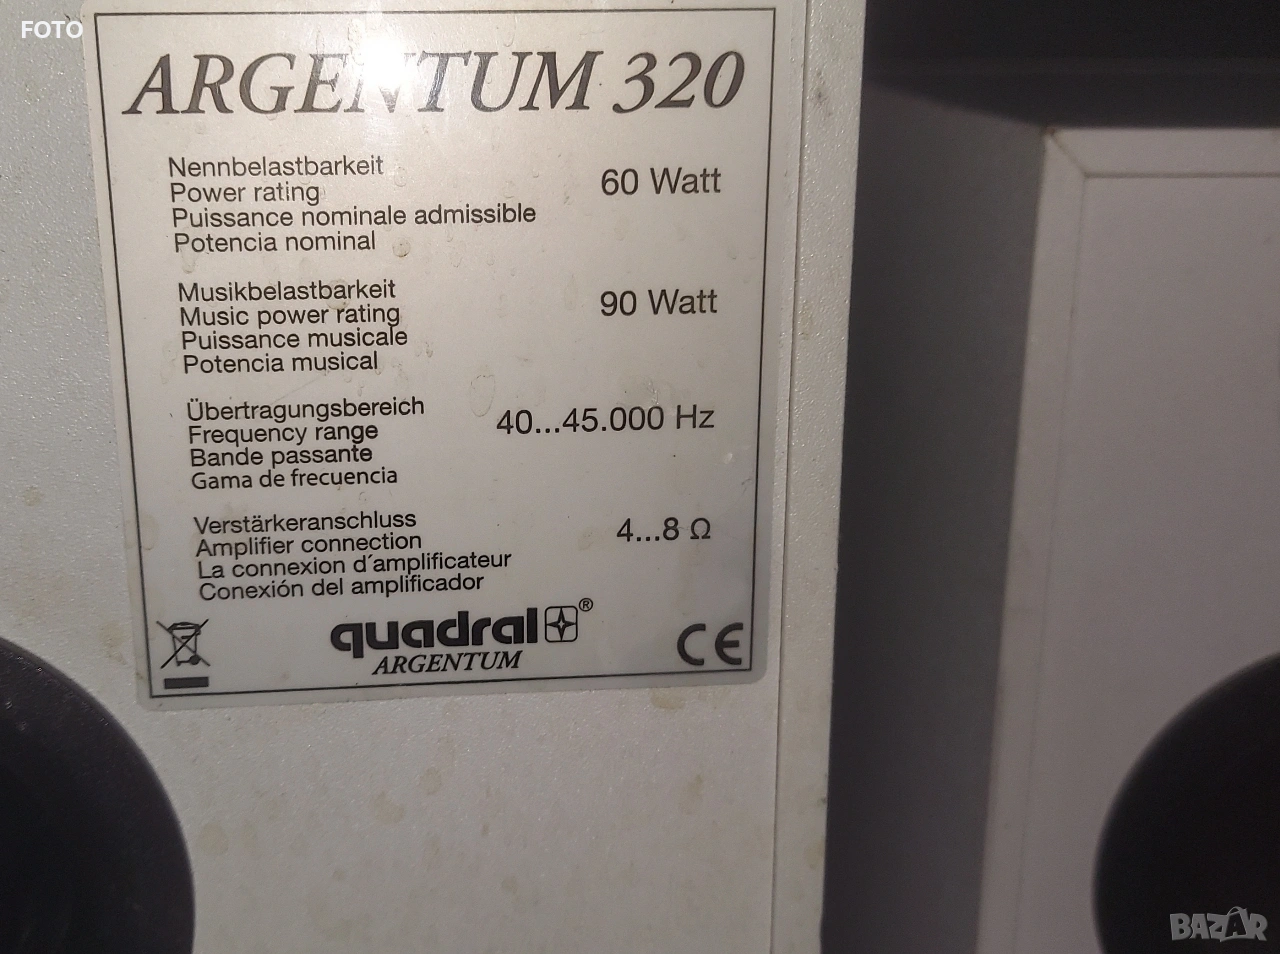 FOTO
ARGENTUM 320
Nennbelastbarkeit
Power rating
Puissance nominale admissible
Potencia nominal
60 Watt
Musikbelastbarkeit
Music power rating
Puissance musicale
Potencia musical
90 Watt
Übertragungsbereich
Frequency range
Bande passante
Gama de frecuencia
40...45.000 Hz
Verstärkeranschluss
Amplifier connection
La connexion d´amplificateur
Conexión del amplificador
4...8 Ω
quadral ®
ARGENTUM
CE
BAZAR